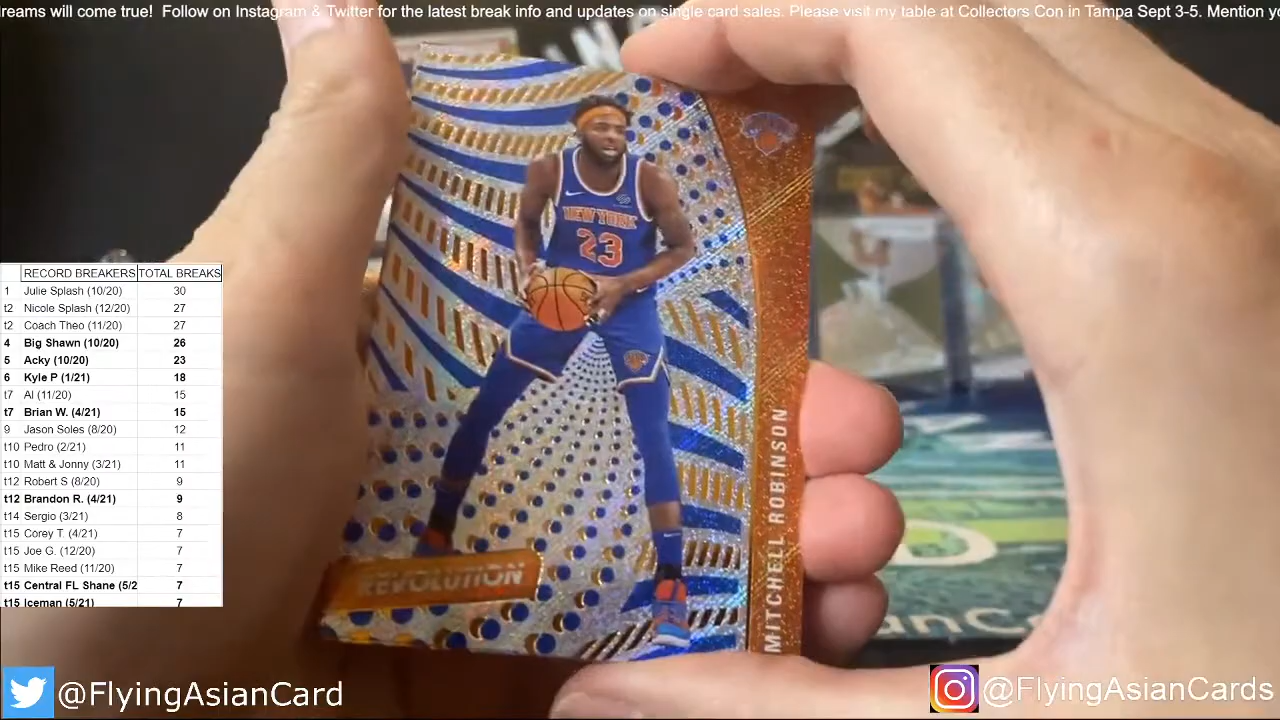 dreams will come true! Follow on Instagram & Twitter for the latest break info and updates on single card sales. Please visit my table at Collectors Con in Tampa Sept 3-5. Mention yo
NEW YORK
23
MITCHELL ROBINSON
REVOLUTION
RECORD BREAKERS TOTAL BREAKS
1 Julie Splash (10/20) 30
t2 Nicole Splash (12/20) 27
t2 Coach Theo (11/20) 27
4 Big Shawn (10/20) 26
5 Acky (10/20) 23
6 Kyle P (1/21) 18
t7 Al (11/20) 15
t7 Brian W. (4/21) 15
9 Jason Soles (8/20) 12
t10 Pedro (2/21) 11
t10 Matt & Jonny (3/21) 11
t12 Robert S (9/20) 9
t12 Brandon R. (4/21) 9
t14 Sergio (3/21) 8
t15 Corey T. (4/21) 7
t15 Joe G. (12/20) 7
t15 Mike Reed (11/20) 7
t15 Central FL Shane (5/2 7
t15 Iceman (5/21) 7
@FlyingAsianCard
@FlyingAsianCards